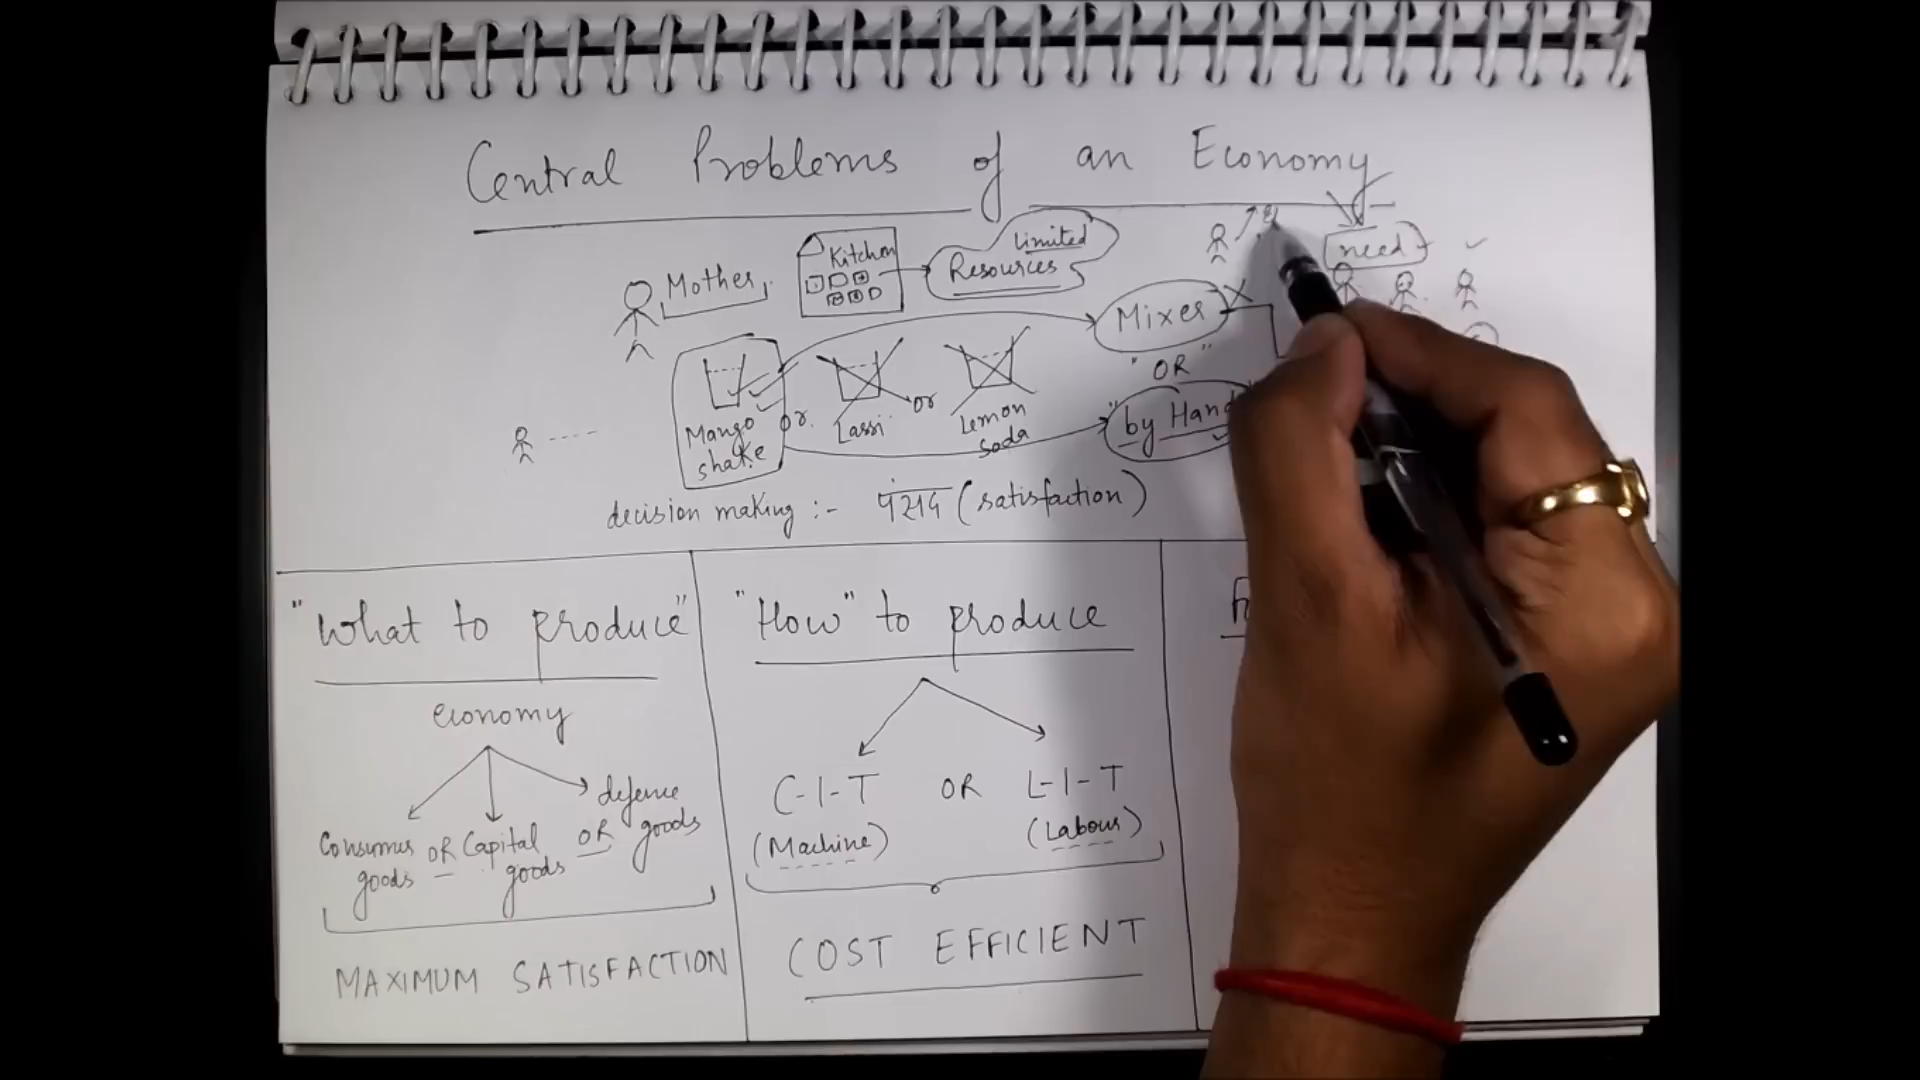 Central Problems of an Economy
Mother
Kitchen
Limited
Resources
need
Mixer
"OR"
"by Hand
Mango
shake
or
Lassi
or
Lemon
soda
decision making :- (satisfaction)
"What to produce"
economy
Consumer
goods
OR
Capital
goods
OR
defence
goods
MAXIMUM SATISFACTION
"How" to produce
C-I-T OR L-I-T
(Machine) (Labour)
COST EFFICIENT